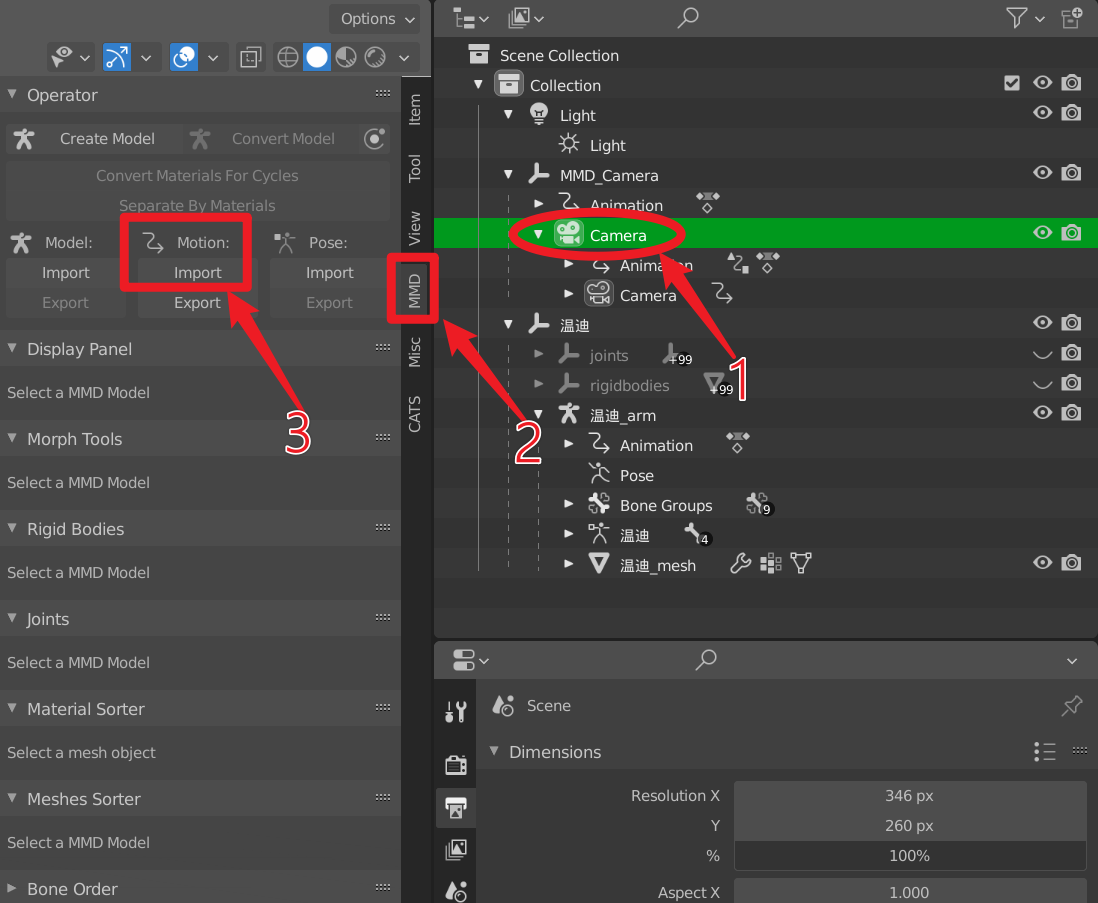 Options
Operator
Create Model
Convert Model
Convert Materials For Cycles
Separate By Materials
Model:
Motion:
Pose:
Import
Import
Import
Export
Export
Export
Display Panel
Select a MMD Model
Morph Tools
Select a MMD Model
Rigid Bodies
Select a MMD Model
Joints
Select a MMD Model
Material Sorter
Select a mesh object
Meshes Sorter
Select a MMD Model
Bone Order
Item
Tool
View
MMD
Misc
CATS
1
2
3
Scene Collection
Collection
Light
Light
MMD_Camera
Animation
Camera
Animation
Camera
温迪
joints
+99
rigidbodies
+99
温迪_arm
Animation
Pose
Bone Groups
9
温迪
4
温迪_mesh
Scene
Dimensions
Resolution X
346 px
Y
260 px
%
100%
Aspect X
1.000